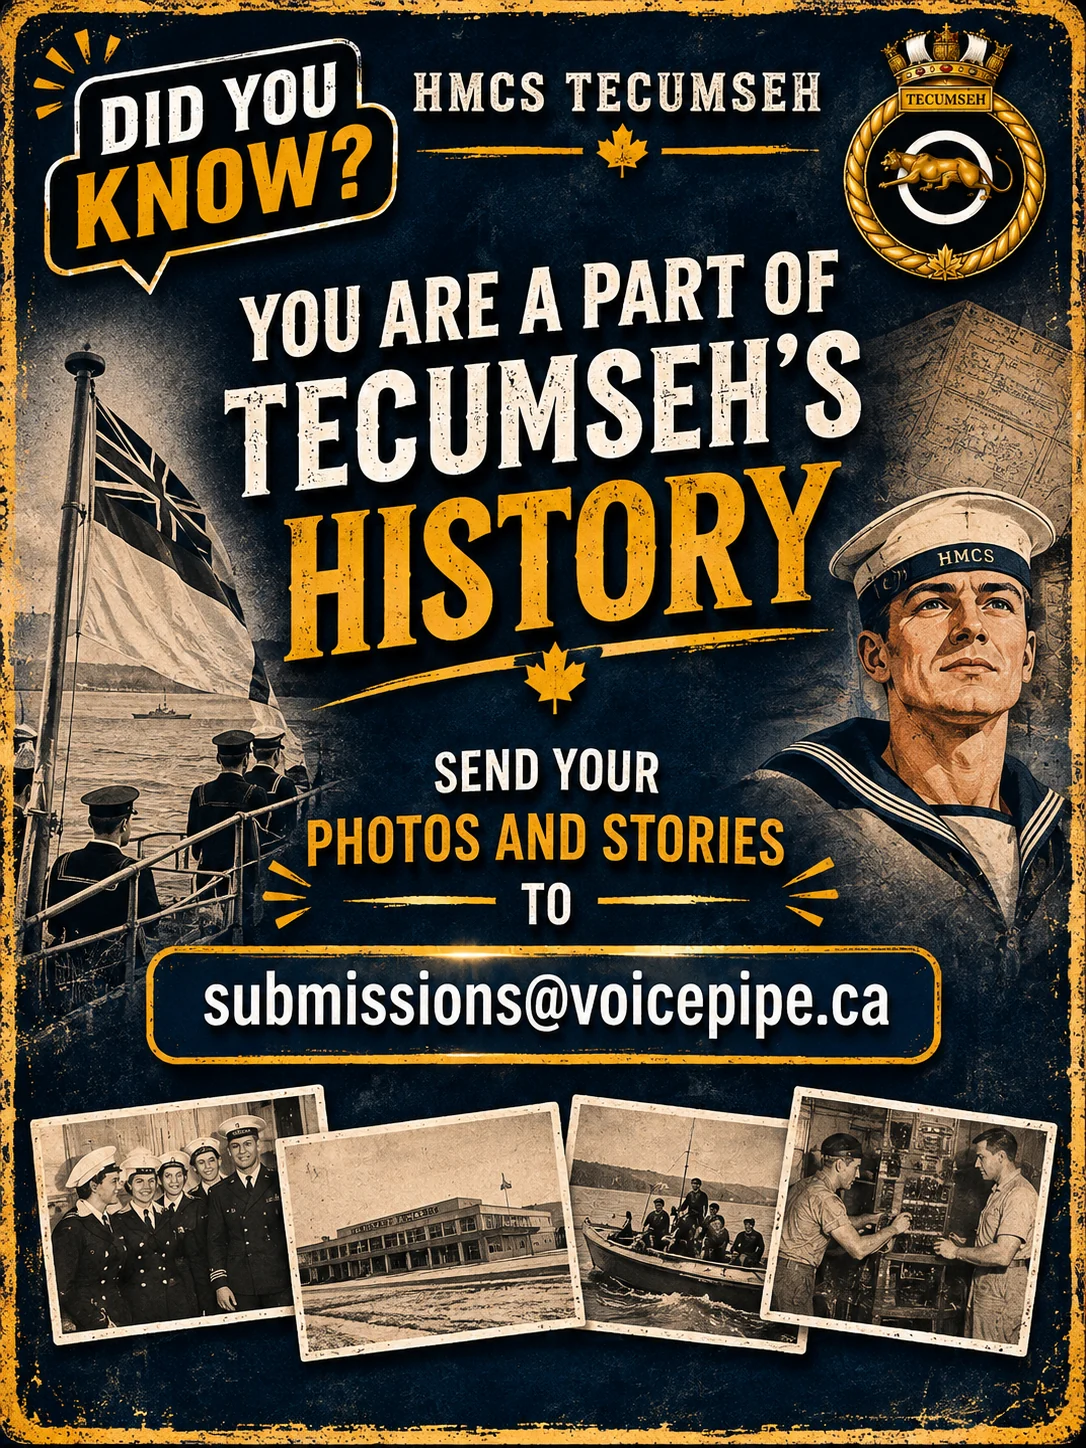 DID YOU
KNOW?
HMCS TECUMSEH
TECUMSEH
YOU ARE A PART OF
TECUMSEH'S
HISTORY
HMCS
SEND YOUR
PHOTOS AND STORIES
TO
submissions@voicepipe.ca